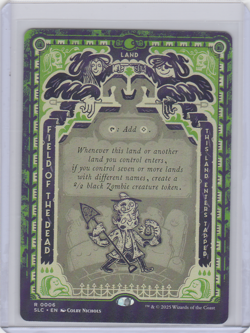 LAND
FIELD OF THE DEAD
THIS LAND ENTERS TAPPED.
: Add
Whenever this land or another
land you control enters,
if you control seven or more lands
with different names, create a
2/2 black Zombie creature token.
R 0006
SLC • EN COLBY NICHOLS
™ & © 2025 Wizards of the Coast